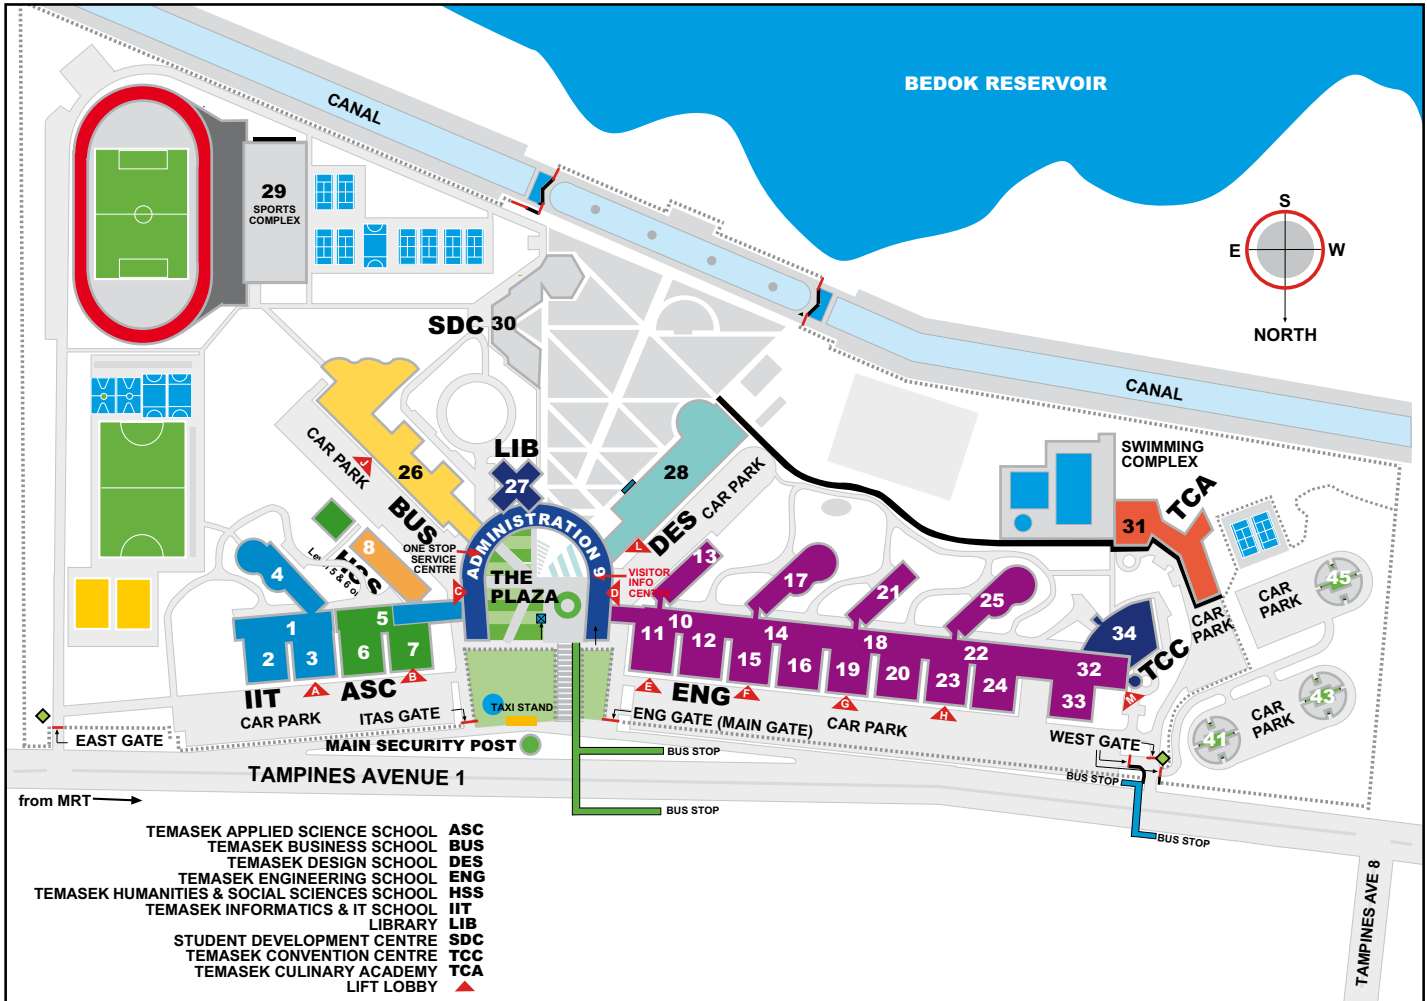 BEDOK RESERVOIR
CANAL
29
SPORTS
COMPLEX
S
E
W
NORTH
SDC 30
CANAL
CAR PARK
J
26
BUS
LIB
27
ADMINISTRATION 9
28
DES
CAR PARK
L
SWIMMING
COMPLEX
31
TCA
ONE STOP
SERVICE
CENTRE
THE
PLAZA
VISITOR
INFO
CENTRE
C
D
8
HSS
4
1
2
3
5
6
7
A
B
IIT
ASC
CAR PARK
13
17
21
25
10
11
12
14
15
16
18
19
20
22
23
24
32
33
34
E
F
G
H
M
ENG
TCC
CAR
PARK
CAR
PARK
45
43
41
CAR
PARK
ITAS GATE
TAXI STAND
ENG GATE (MAIN GATE)
CAR PARK
WEST GATE
EAST GATE
MAIN SECURITY POST
BUS STOP
BUS STOP
BUS STOP
BUS STOP
TAMPINES AVENUE 1
from MRT
TAMPINES AVE 8
TEMASEK APPLIED SCIENCE SCHOOL ASC
TEMASEK BUSINESS SCHOOL BUS
TEMASEK DESIGN SCHOOL DES
TEMASEK ENGINEERING SCHOOL ENG
TEMASEK HUMANITIES & SOCIAL SCIENCES SCHOOL HSS
TEMASEK INFORMATICS & IT SCHOOL IIT
LIBRARY LIB
STUDENT DEVELOPMENT CENTRE SDC
TEMASEK CONVENTION CENTRE TCC
TEMASEK CULINARY ACADEMY TCA
LIFT LOBBY